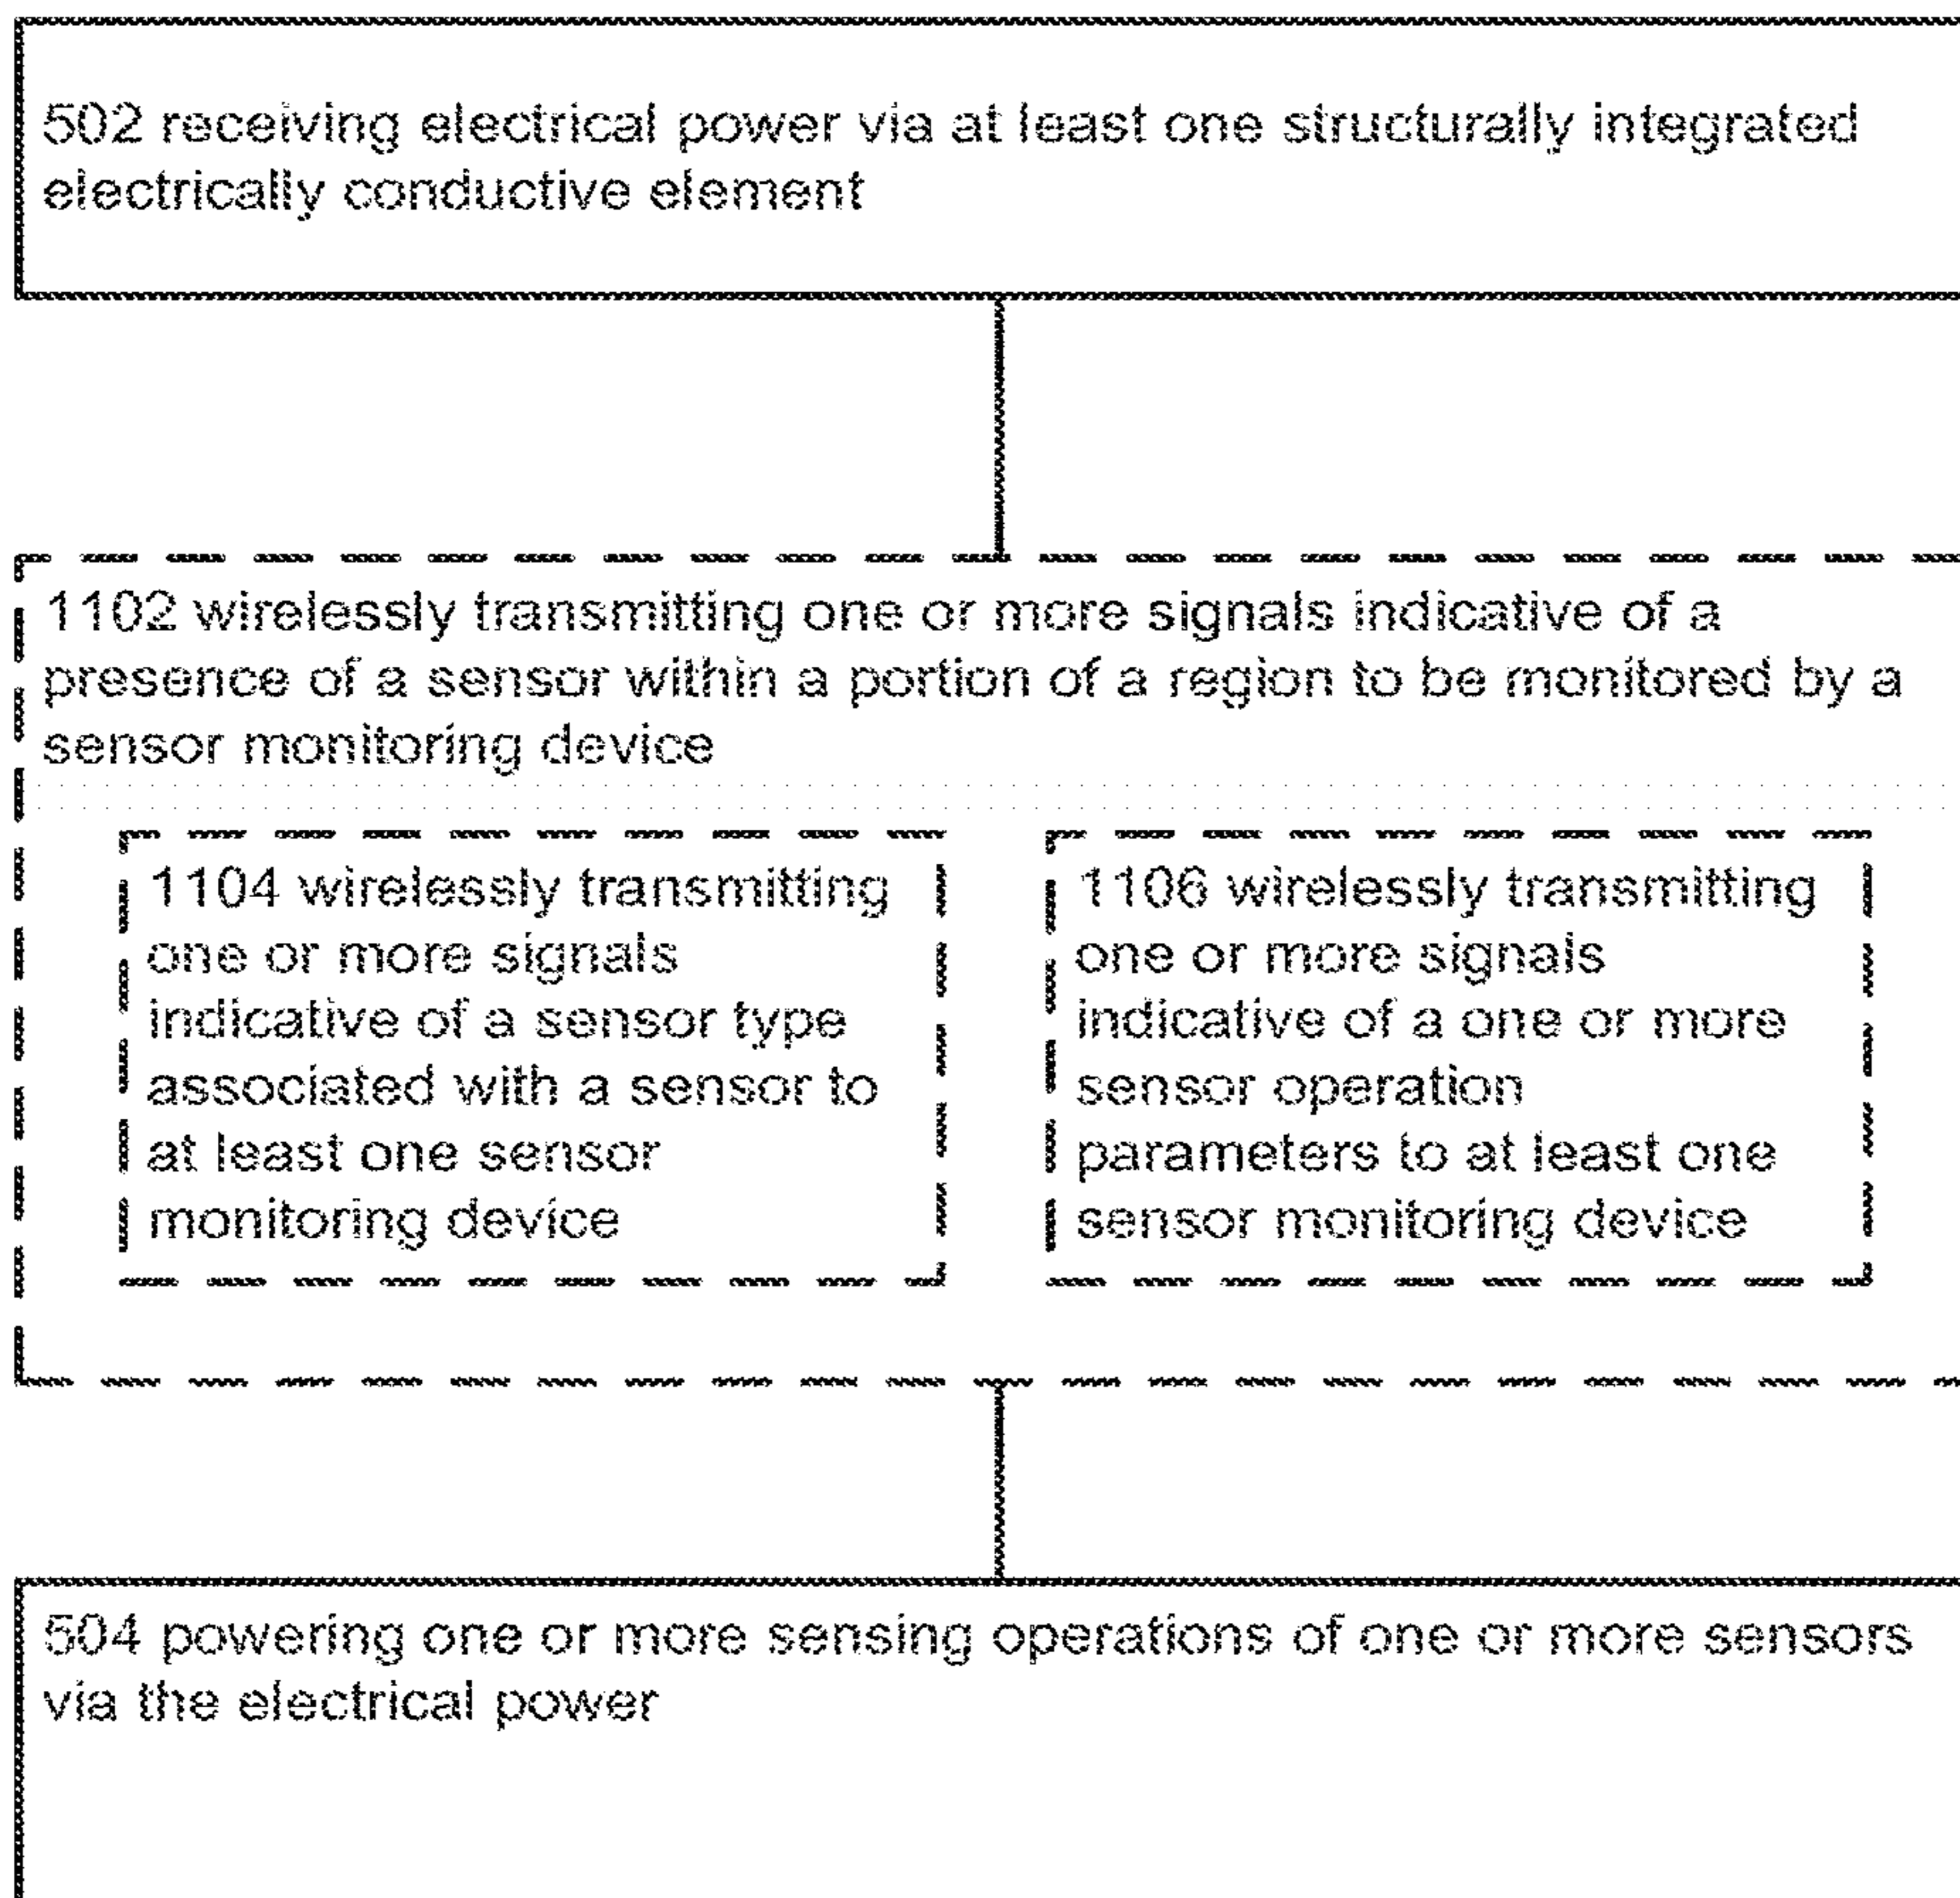 502 receiving electrical power via at least one structurally integrated
electrically conductive element
1102 wirelessly transmitting one or more signals indicative of a
presence of a sensor within a portion of a region to be monitored by a
sensor monitoring device
1104 wirelessly transmitting
one or more signals
indicative of a sensor type
associated with a sensor to
at least one sensor
monitoring device
1106 wirelessly transmitting
one or more signals
indicative of a one or more
sensor operation
parameters to at least one
sensor monitoring device
504 powering one or more sensing operations of one or more sensors
via the electrical power